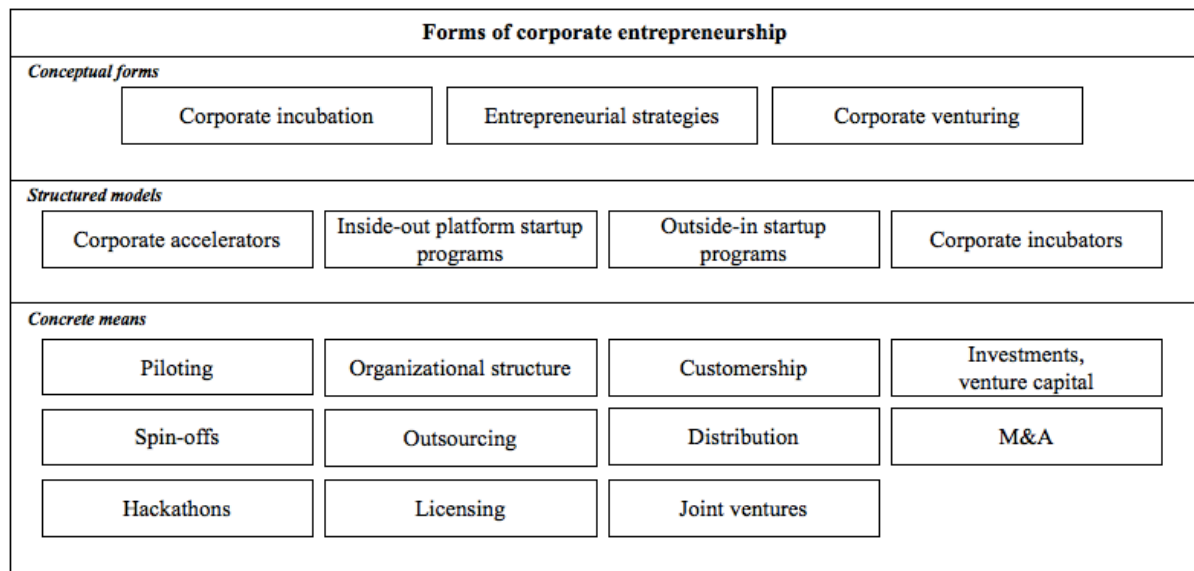 Forms of corporate entrepreneurship
Conceptual forms
Corporate incubation
Entrepreneurial strategies
Corporate venturing
Structured models
Corporate accelerators
Inside-out platform startup
programs
Outside-in startup
programs
Corporate incubators
Concrete means
Piloting
Organizational structure
Customership
Investments,
venture capital
Spin-offs
Outsourcing
Distribution
M&A
Hackathons
Licensing
Joint ventures